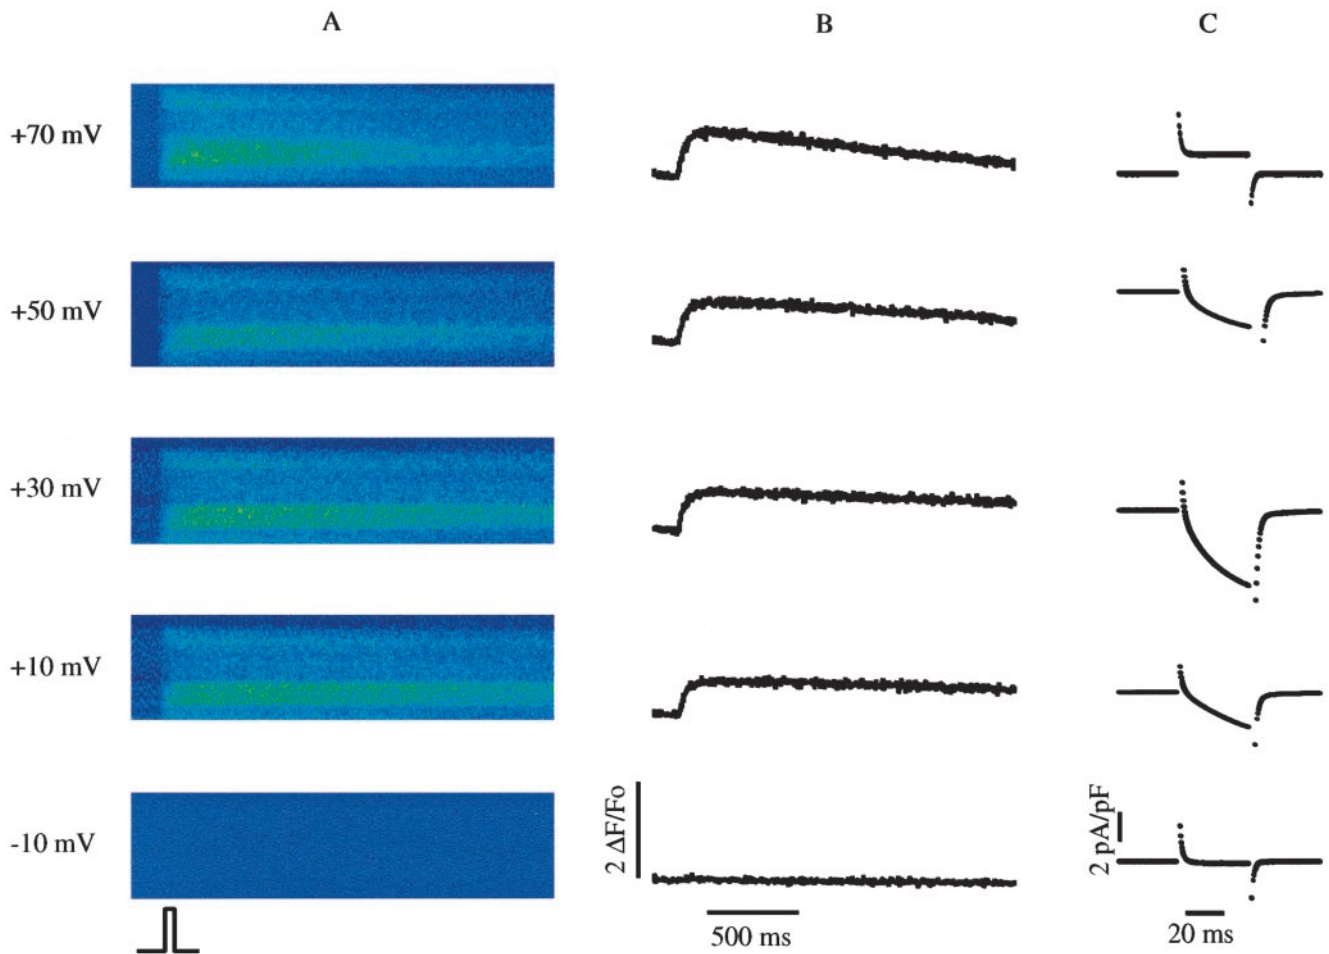 A B C
+70 mV
+50 mV
+30 mV
+10 mV
-10 mV
2 ΔF/Fo
2 pA/pF
500 ms
20 ms